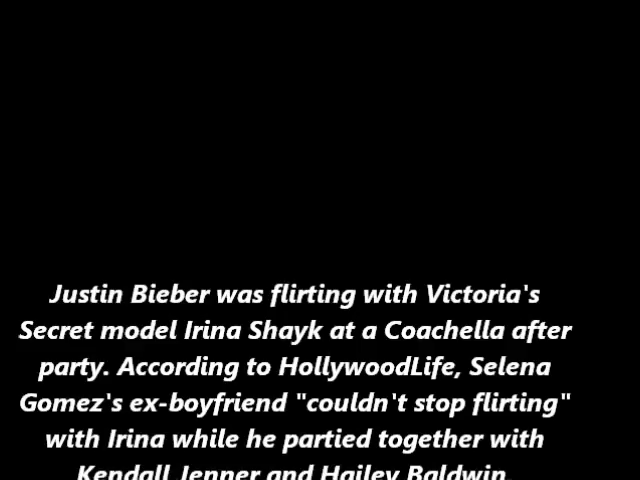 Justin Bieber was flirting with Victoria's
Secret model Irina Shayk at a Coachella after
party. According to HollywoodLife, Selena
Gomez's ex-boyfriend "couldn't stop flirting"
with Irina while he partied together with
Kendall Jenner and Hailey Baldwin.